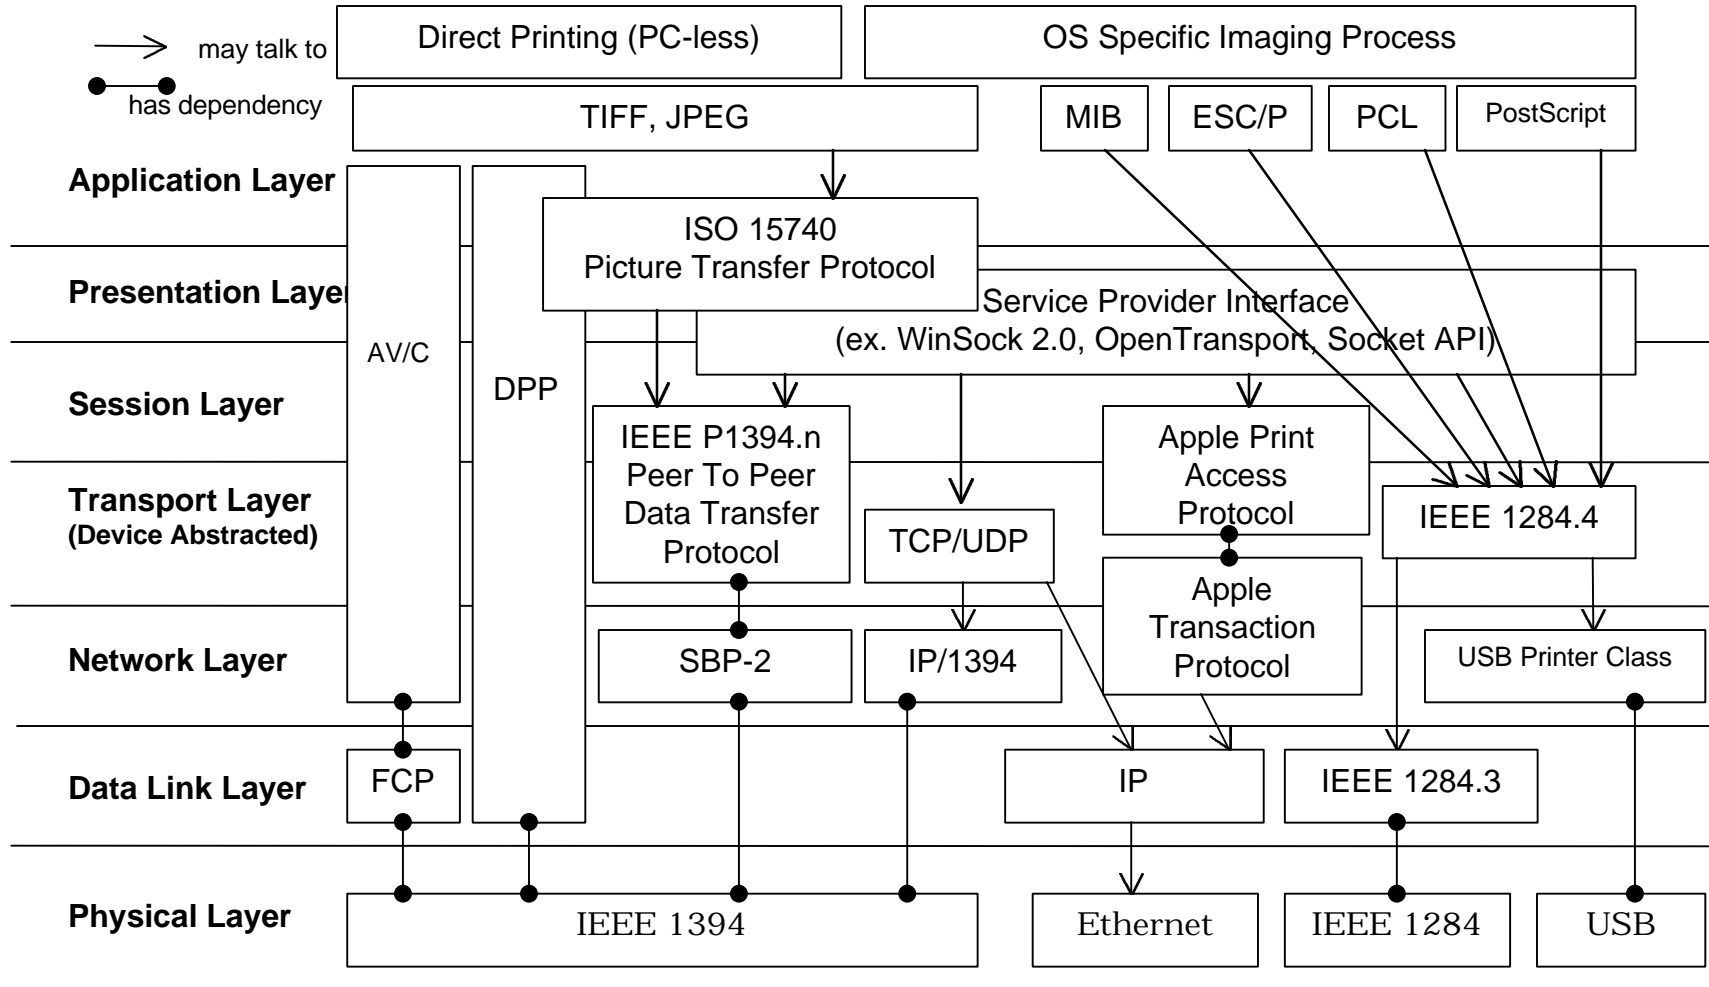 may talk to
has dependency
Direct Printing (PC-less)
OS Specific Imaging Process
TIFF, JPEG
MIB
ESC/P
PCL
PostScript
Application Layer
ISO 15740
Picture Transfer Protocol
Presentation Layer
Service Provider Interface
(ex. WinSock 2.0, OpenTransport, Socket API)
AV/C
DPP
Session Layer
IEEE P1394.n
Peer To Peer
Data Transfer
Protocol
Apple Print
Access
Protocol
Transport Layer
(Device Abstracted)
TCP/UDP
IEEE 1284.4
Apple
Transaction
Protocol
Network Layer
SBP-2
IP/1394
USB Printer Class
Data Link Layer
FCP
IP
IEEE 1284.3
Physical Layer
IEEE 1394
Ethernet
IEEE 1284
USB